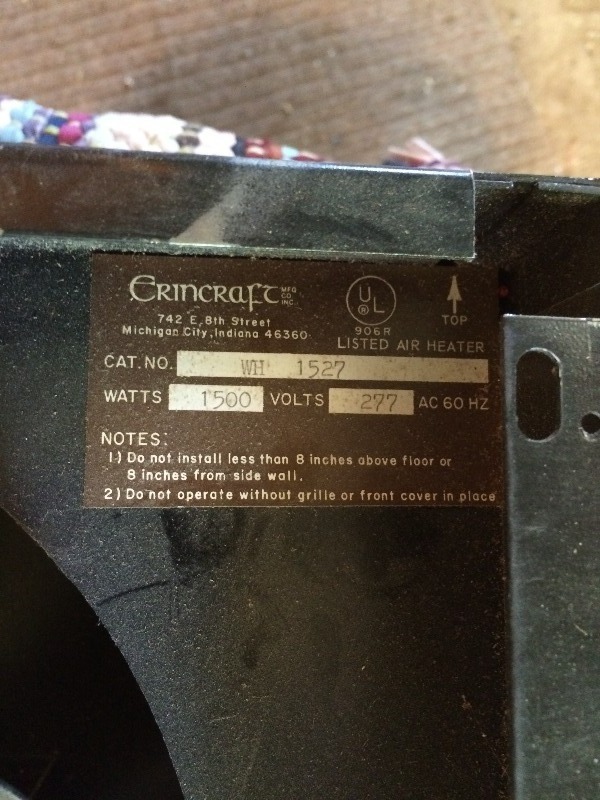 ERINCRAFT MFG CO. INC.
742 E. 8th Street
Michigan City, Indiana 46360
UL ®
906R
LISTED AIR HEATER
TOP
CAT. NO. WH 1527
WATTS 1500 VOLTS 277 AC 60 HZ
NOTES:
1) Do not install less than 8 inches above floor or
8 inches from side wall.
2) Do not operate without grille or front cover in place